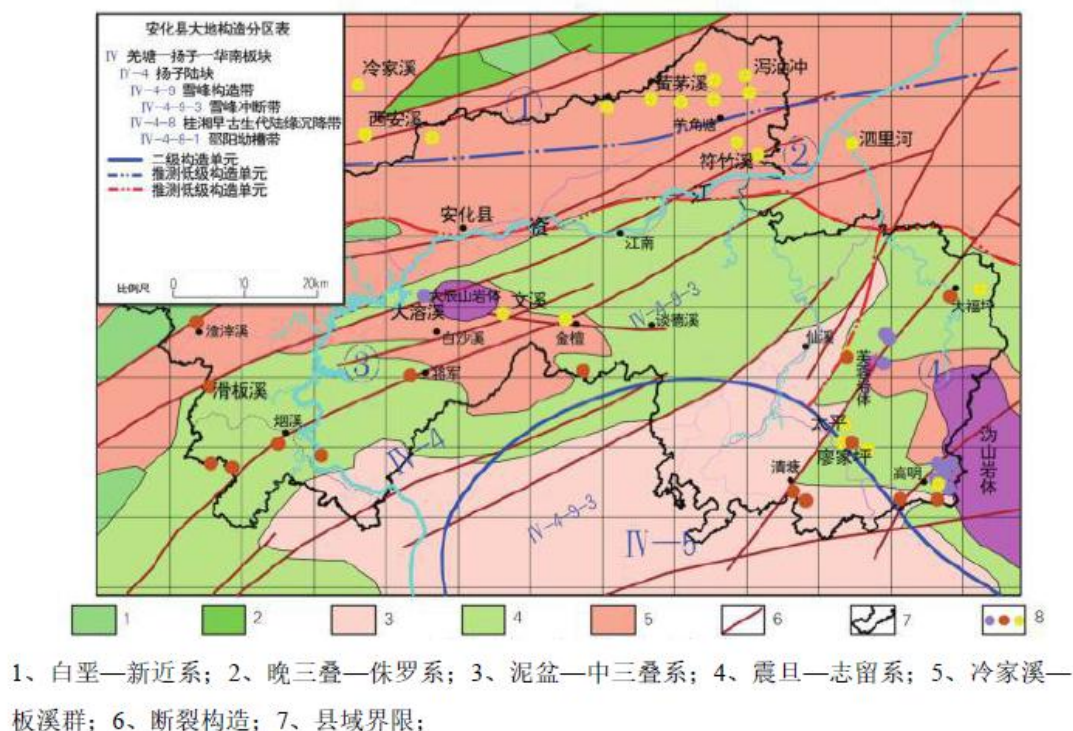 安化县大地构造分区表
Ⅳ 羌塘—扬子—华南板块
Ⅳ-4 扬子陆块
Ⅳ-4-9 雪峰构造带
Ⅳ-4-9-3 雪峰冲断带
Ⅳ-4-8 桂湘早古生代陆缘沉降带
Ⅳ-4-8-1 邵阳坳槽带
二级构造单元
推测低级构造单元
推测低级构造单元
比例尺 0 10 20km
冷家溪
黄茅溪
泻油冲
①
西安溪
羊角塘
②
泗里河
符竹溪
安化县
资
江
江南
大辰山岩体
文溪
Ⅳ-4-9-3
大福坪
渣滓溪
大溶溪
白沙溪
金檀
谈德溪
仙溪
③
将军
芙蓉岩体
④
滑板溪
烟溪
Ⅳ-4
太平
廖家坪
沩山岩体
清塘
高明
Ⅳ-4-9-3
Ⅳ—5
1 2 3 4 5 6 7 8
1、白垩—新近系；2、晚三叠—侏罗系；3、泥盆—中三叠系；4、震旦—志留系；5、冷家溪—
板溪群；6、断裂构造；7、县域界限；